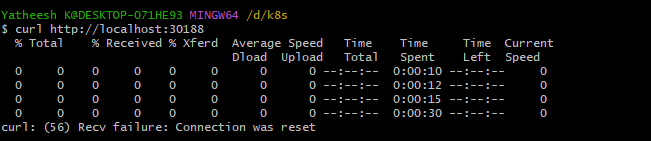 Yatheesh K@DESKTOP-O71HE93 MINGW64 /d/k8s
$ curl http://localhost:30188
  % Total    % Received % Xferd  Average Speed   Time    Time     Time  Current
                                 Dload  Upload   Total   Spent    Left  Speed
  0     0    0     0    0     0      0      0 --:--:--  0:00:10 --:--:--     0
  0     0    0     0    0     0      0      0 --:--:--  0:00:12 --:--:--     0
  0     0    0     0    0     0      0      0 --:--:--  0:00:15 --:--:--     0
  0     0    0     0    0     0      0      0 --:--:--  0:00:30 --:--:--     0
curl: (56) Recv failure: Connection was reset